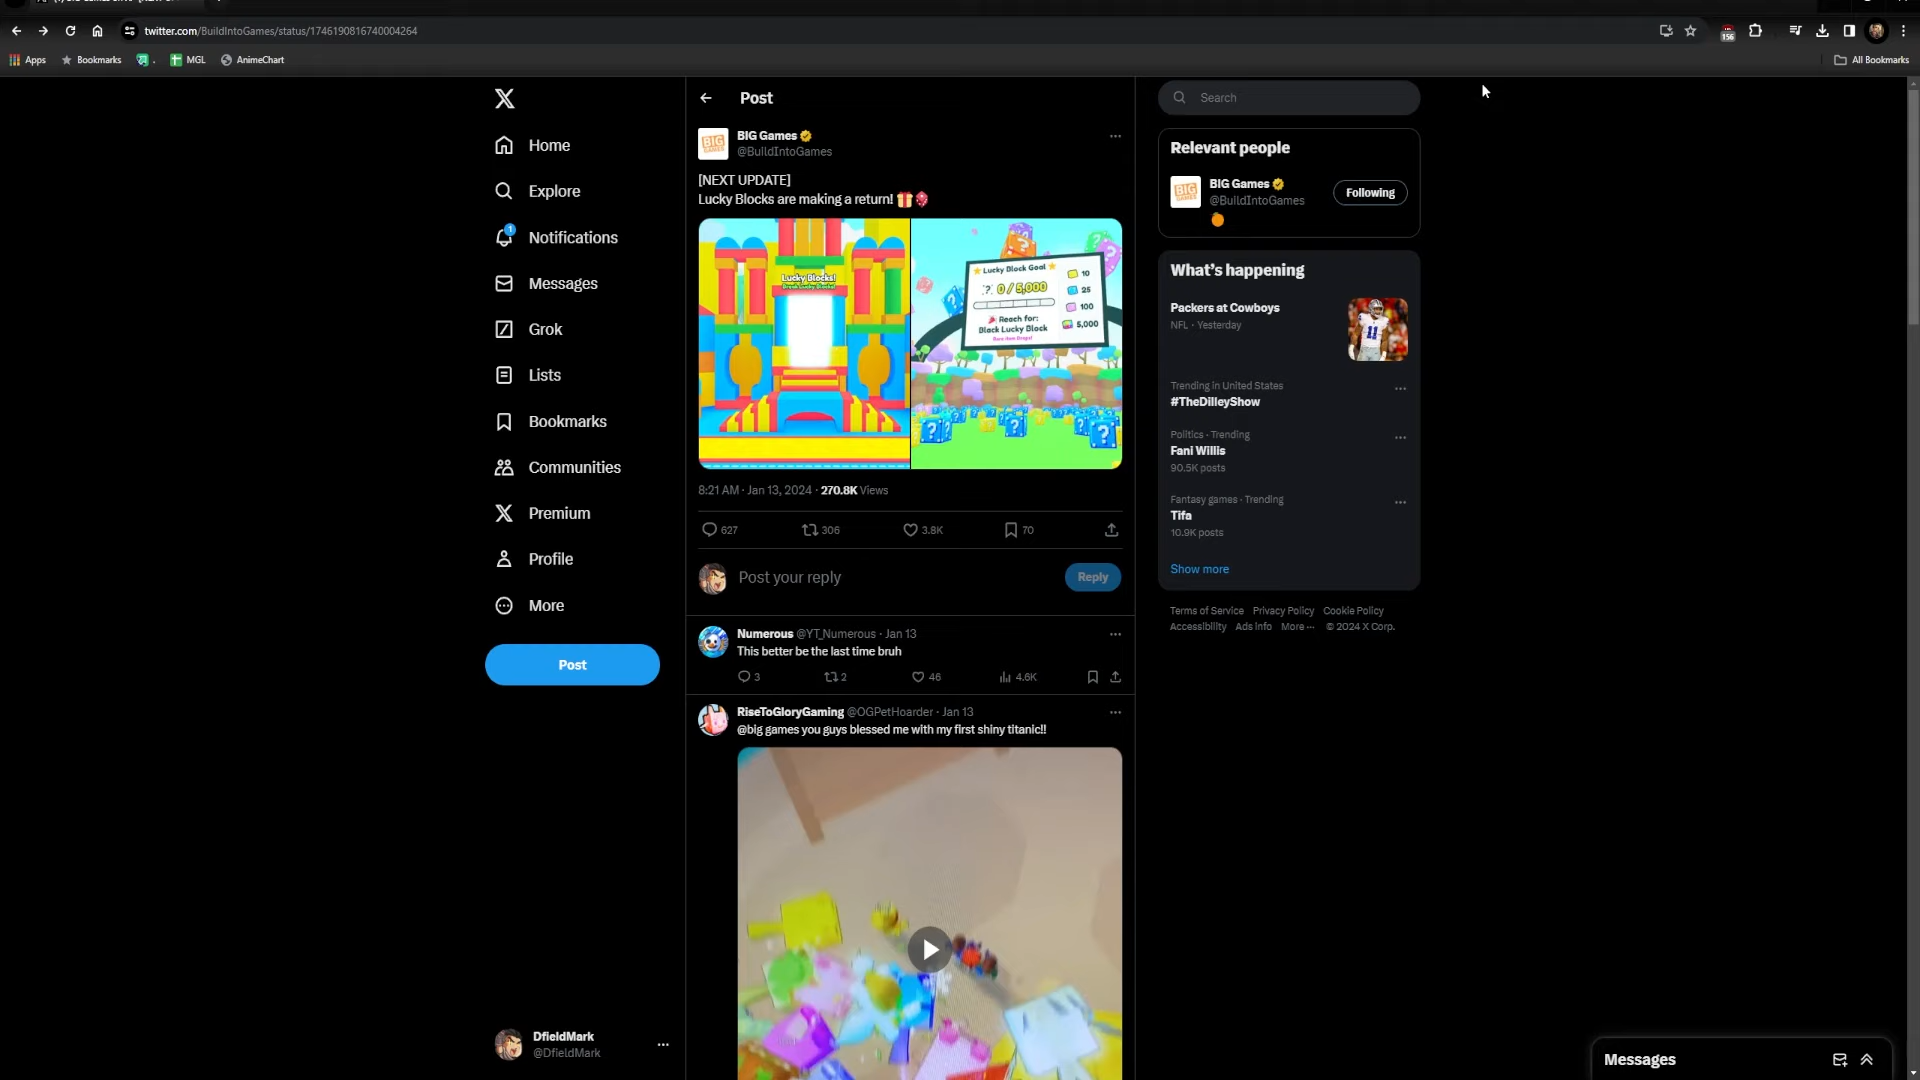 twitter.com/BuildIntoGames/status/1746190816740004264
156
Apps
Bookmarks
MGL
AnimeChart
All Bookmarks
Home
Explore
1
Notifications
Messages
Grok
Lists
Bookmarks
Communities
Premium
Profile
More
Post
DfieldMark
@DfieldMark
Post
BIG Games
@BuildIntoGames
[NEXT UPDATE]
Lucky Blocks are making a return!
Lucky Blocks!
Break Lucky Blocks!
Lucky Block Goal
0 / 5,000
Reach for:
Black Lucky Block
Rare Item Drops!
10
25
100
5,000
8:21 AM · Jan 13, 2024 · 270.8K Views
627
306
3.8K
70
Post your reply
Reply
Numerous @YT_Numerous · Jan 13
This better be the last time bruh
3
2
46
4.6K
RiseToGloryGaming @OGPetHoarder · Jan 13
@big games you guys blessed me with my first shiny titanic!!
Search
Relevant people
BIG Games
@BuildIntoGames
Following
What's happening
Packers at Cowboys
NFL · Yesterday
Trending in United States
#TheDilleyShow
Politics · Trending
Fani Willis
90.5K posts
Fantasy games · Trending
Tifa
10.9K posts
Show more
Terms of Service Privacy Policy Cookie Policy
Accessibility Ads info More ··· © 2024 X Corp.
Messages